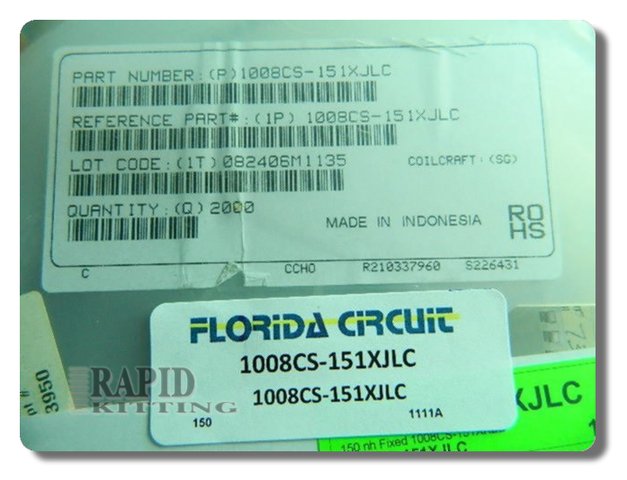 PART NUMBER:(P)1008CS-151XJLC
REFERENCE PART#:(1P) 1008CS-151XJLC
LOT CODE:(1T)082406M1135 COILCRAFT:(SG)
QUANTITY:(Q)2000
MADE IN INDONESIA
RO
HS
C CCHO R210337960 S226431
FLORIDA CIRCUIT
1008CS-151XJLC
1008CS-151XJLC
150 1111A
RAPID
KITTING
3950
XJLC
150 nh Fixed